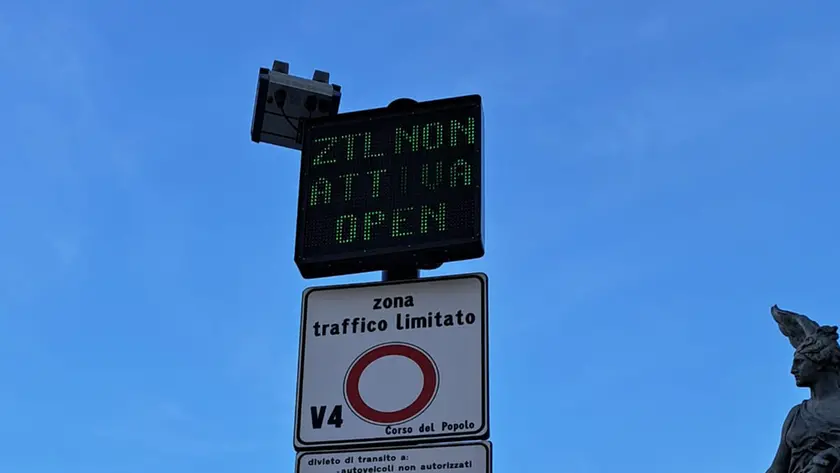 ZTL NON
ATTIVA
OPEN
zona
traffico limitato
V4
Corso del Popolo
divieto di transito a:
-autoveicoli non autorizzati